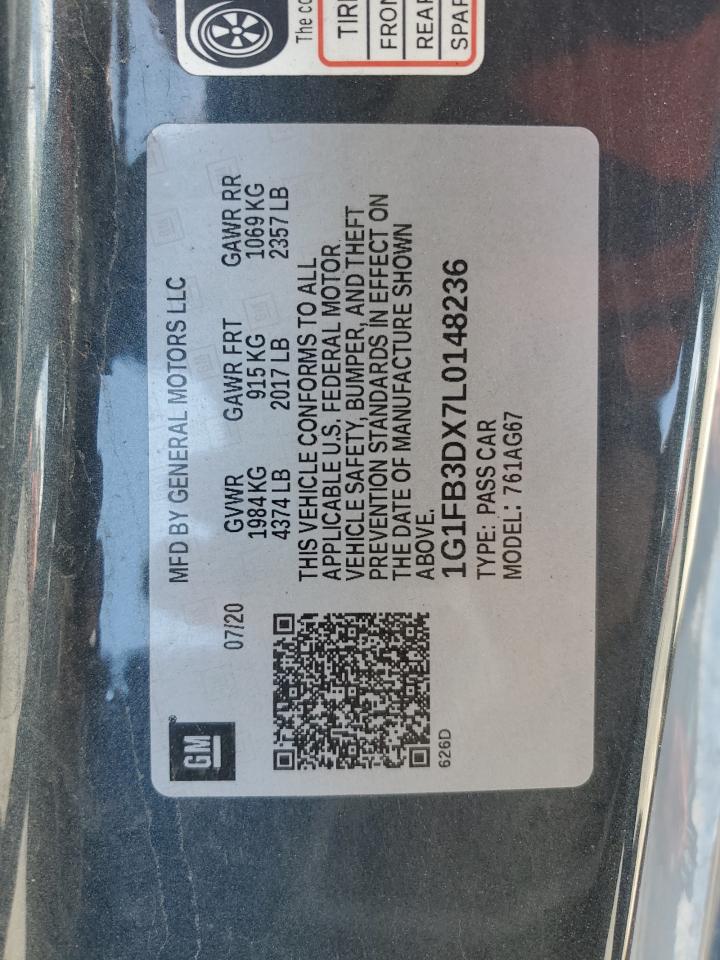 GM
®
07/20
626D
MFD BY GENERAL MOTORS LLC
GVWR GAWR FRT GAWR RR
1984 KG 915 KG 1069 KG
4374 LB 2017 LB 2357 LB
THIS VEHICLE CONFORMS TO ALL
APPLICABLE U.S. FEDERAL MOTOR
VEHICLE SAFETY, BUMPER, AND THEFT
PREVENTION STANDARDS IN EFFECT ON
THE DATE OF MANUFACTURE SHOWN
ABOVE.
1G1FB3DX7L0148236
TYPE: PASS CAR
MODEL: 761AG67
The
TIR
FRON
REAR
SPAR